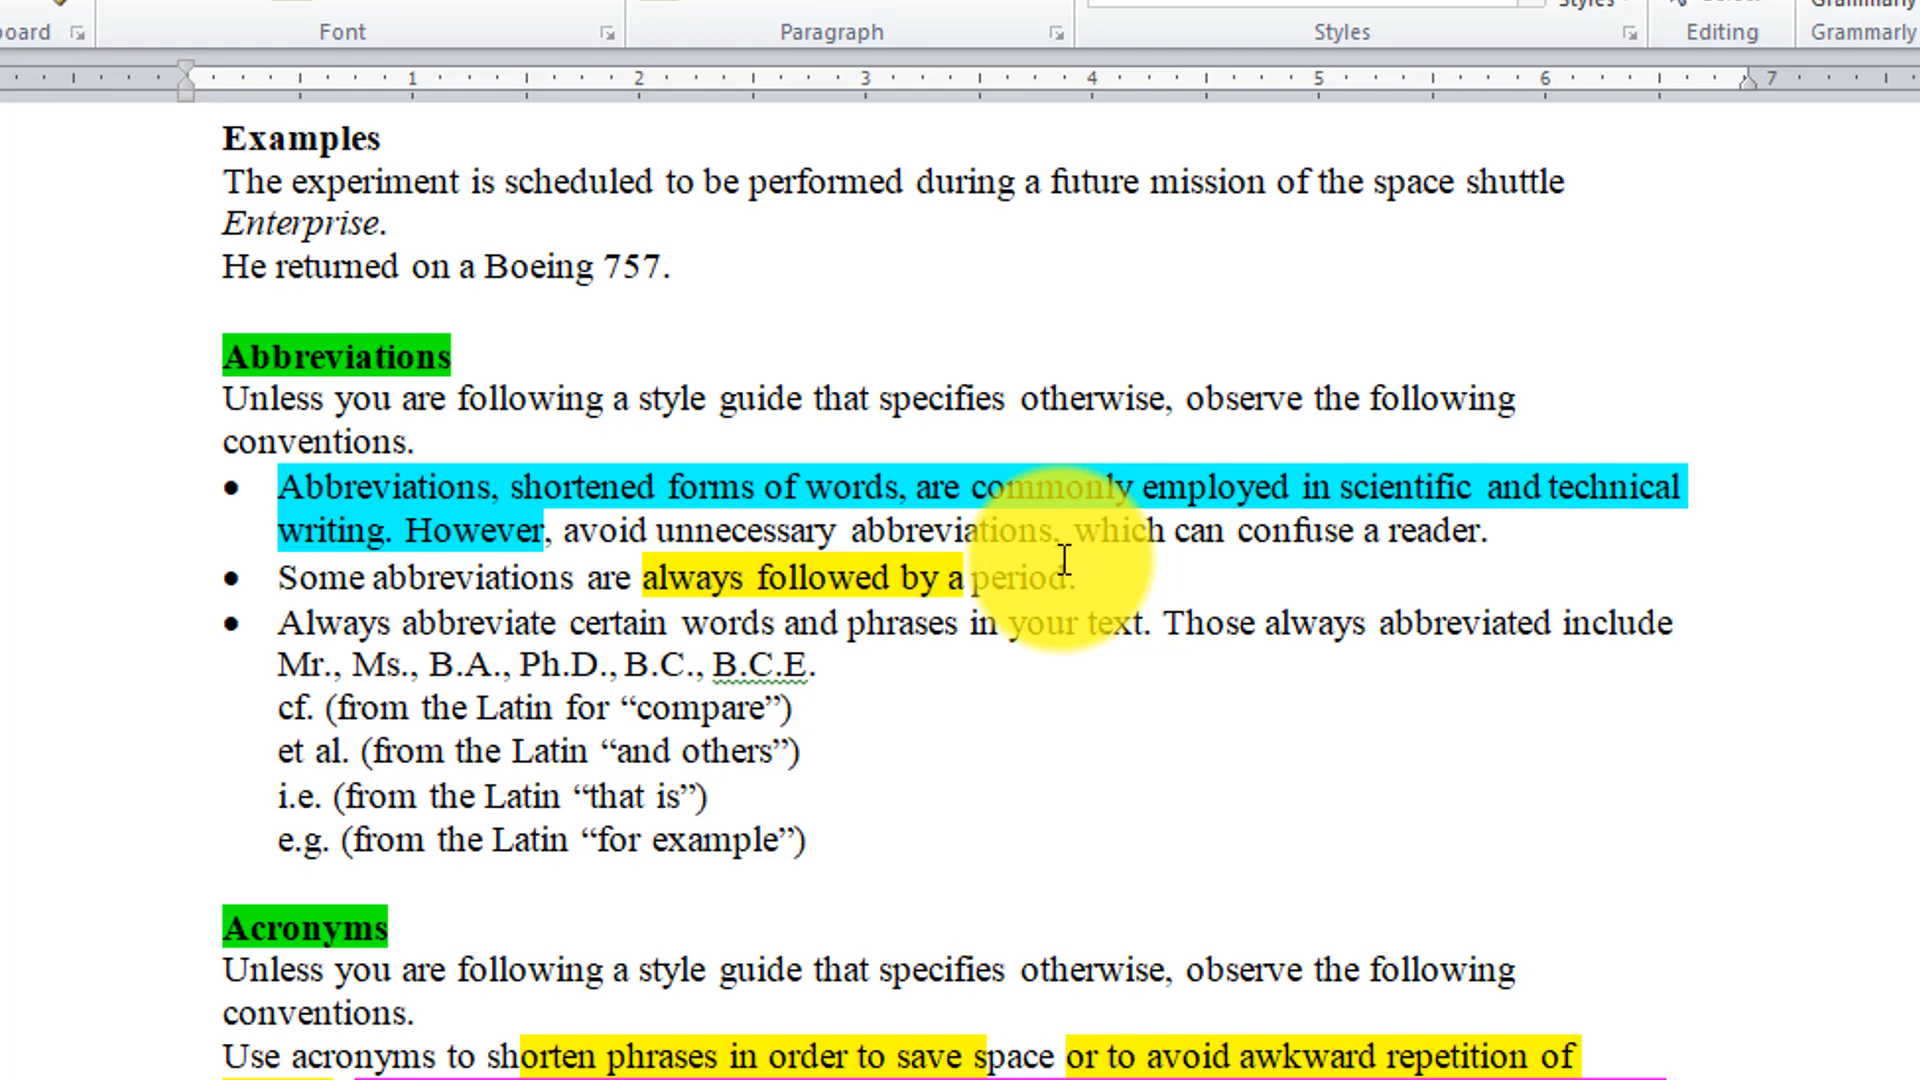 oard
Font
Paragraph
Styles
Editing
Grammarly
1 2 3 4 5 6 7
Examples
The experiment is scheduled to be performed during a future mission of the space shuttle
Enterprise.
He returned on a Boeing 757.
Abbreviations
Unless you are following a style guide that specifies otherwise, observe the following
conventions.
• Abbreviations, shortened forms of words, are commonly employed in scientific and technical
writing. However, avoid unnecessary abbreviations, which can confuse a reader.
• Some abbreviations are always followed by a period.
• Always abbreviate certain words and phrases in your text. Those always abbreviated include
Mr., Ms., B.A., Ph.D., B.C., B.C.E.
cf. (from the Latin for “compare”)
et al. (from the Latin “and others”)
i.e. (from the Latin “that is”)
e.g. (from the Latin “for example”)
Acronyms
Unless you are following a style guide that specifies otherwise, observe the following
conventions.
Use acronyms to shorten phrases in order to save space or to avoid awkward repetition of